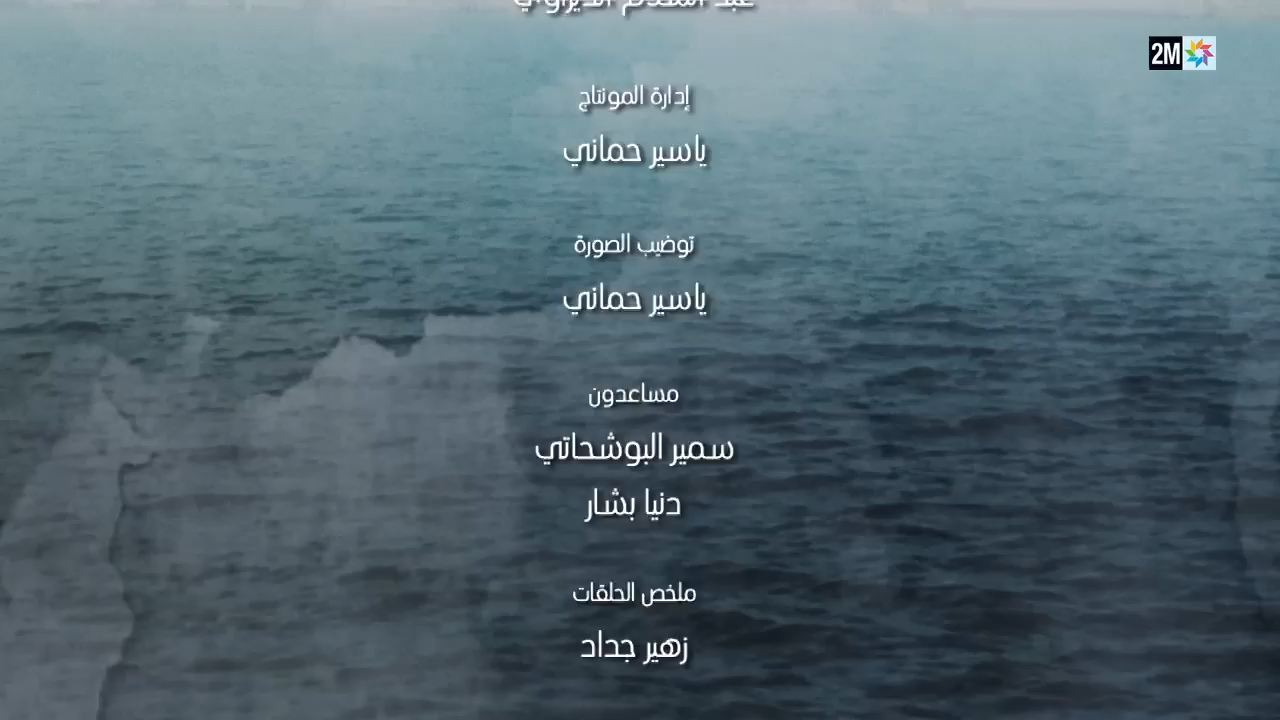 2M
إدارة المونتاج
ياسير حماني
توضيب الصورة
ياسير حماني
مساعدون
سمير البوشحاتي
دنيا بشار
ملخص الحلقات
زهير جداد